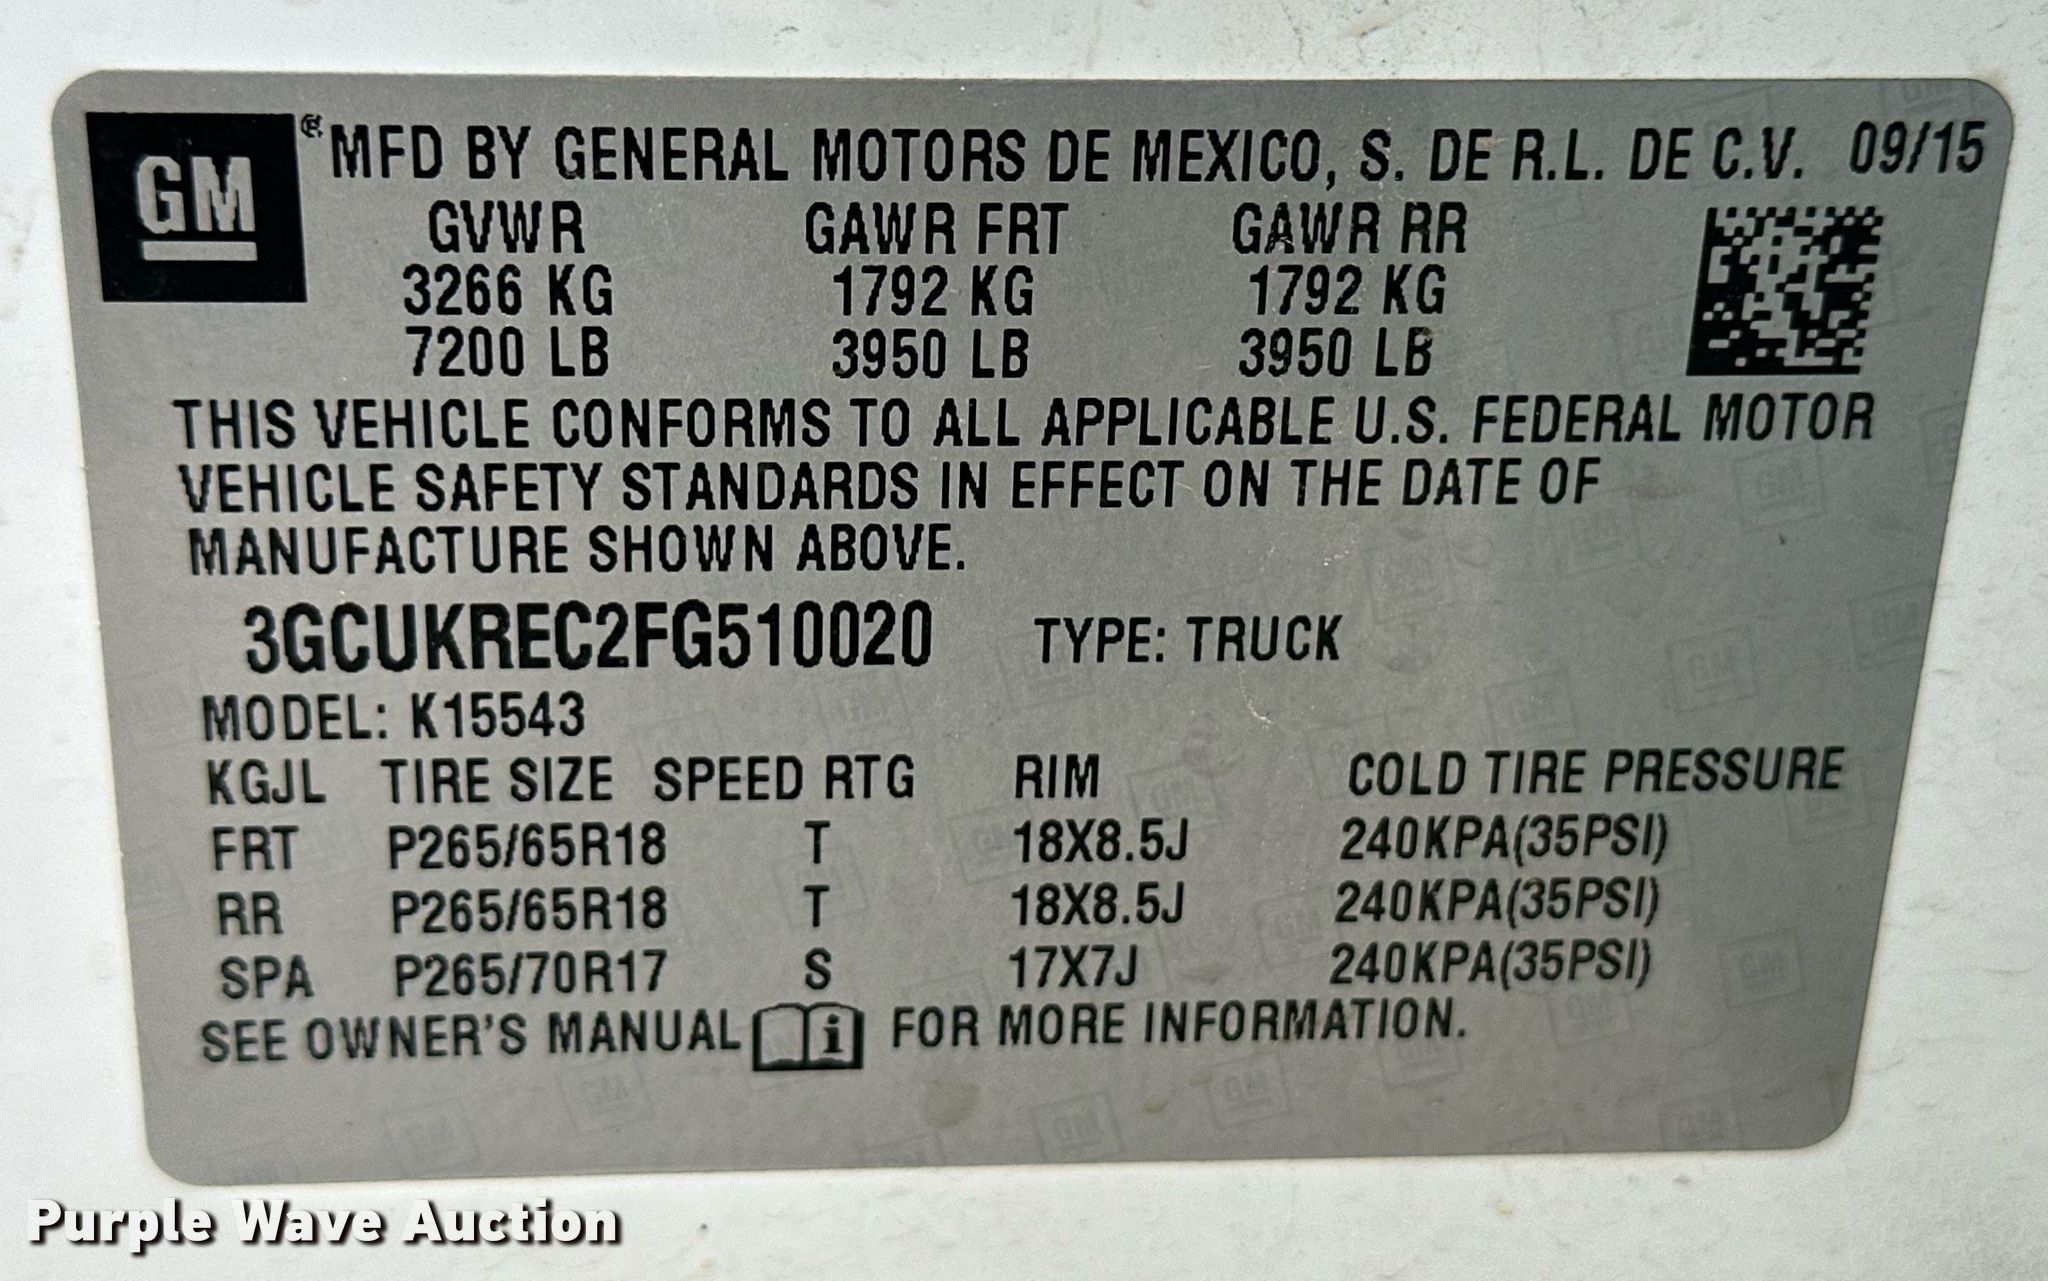 GM ® MFD BY GENERAL MOTORS DE MEXICO, S. DE R.L. DE C.V. 09/15
GVWR GAWR FRT GAWR RR
3266 KG 1792 KG 1792 KG
7200 LB 3950 LB 3950 LB
THIS VEHICLE CONFORMS TO ALL APPLICABLE U.S. FEDERAL MOTOR
VEHICLE SAFETY STANDARDS IN EFFECT ON THE DATE OF
MANUFACTURE SHOWN ABOVE.
3GCUKREC2FG510020 TYPE: TRUCK
MODEL: K15543
KGJL TIRE SIZE SPEED RTG RIM COLD TIRE PRESSURE
FRT P265/65R18 T 18X8.5J 240KPA(35PSI)
RR P265/65R18 T 18X8.5J 240KPA(35PSI)
SPA P265/70R17 S 17X7J 240KPA(35PSI)
SEE OWNER'S MANUAL i FOR MORE INFORMATION.
Purple Wave Auction